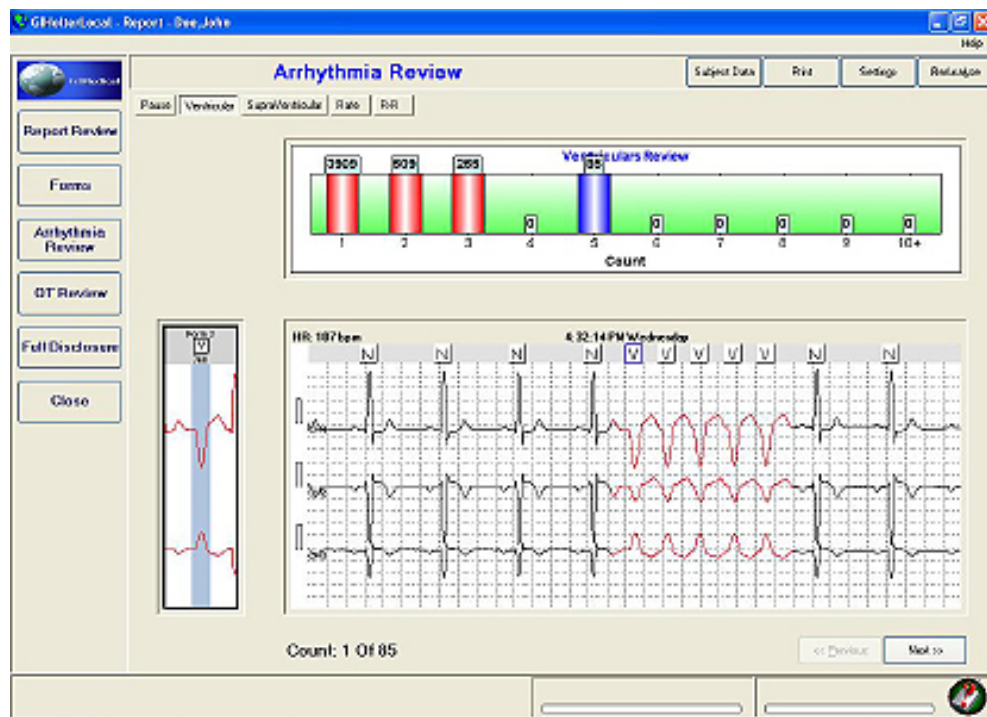 GIHolterLocal - Report - Doe,John
Help
Arrhythmia Review
Subject Data
Print
Settings
Pause
Ventricular
SupraVentricular
Rate
R-R
Report Review
Forms
Arrhythmia
Review
QT Review
Full Disclosure
Close
Ventriculars Review
3909 609 265 0 85 0 0 0 0 0
1 2 3 4 5 6 7 8 9 10+
Count
V
HR: 187 bpm
4:32:14 PM Wednesday
N N N N V V V V V N N
Count: 1 Of 85
<< Previous
Next >>